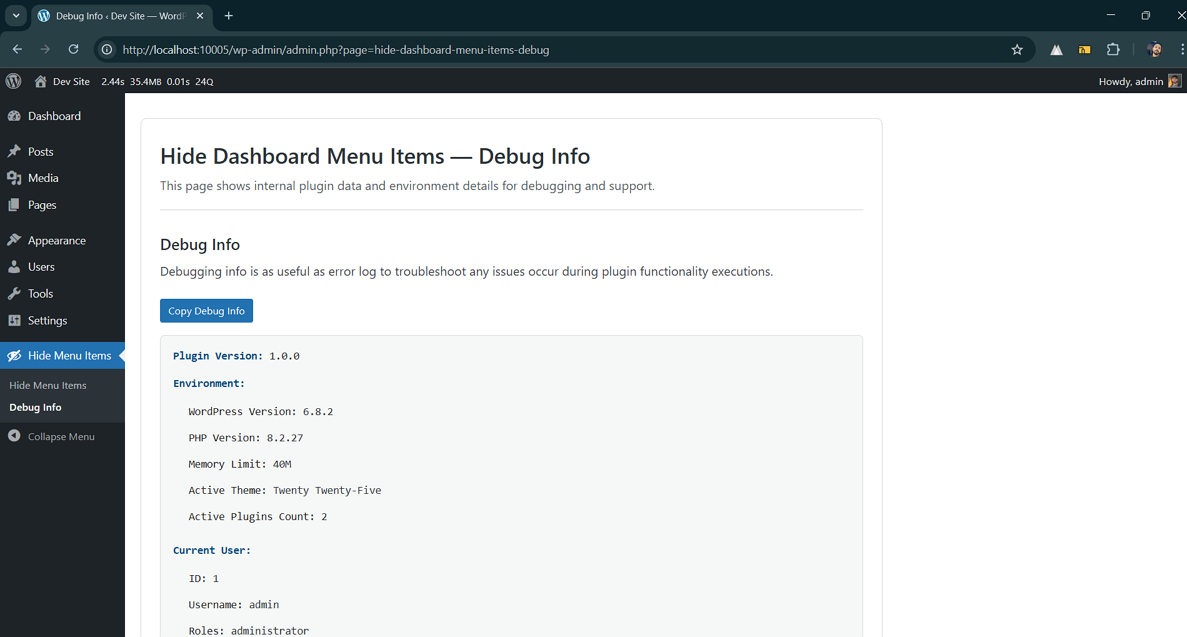 Debug Info ‹ Dev Site — WordP
http://localhost:10005/wp-admin/admin.php?page=hide-dashboard-menu-items-debug
Dev Site 2.44s 35.4MB 0.01s 24Q
Howdy, admin
Dashboard
Posts
Media
Pages
Appearance
Users
Tools
Settings
Hide Menu Items
Hide Menu Items
Debug Info
Collapse Menu
Hide Dashboard Menu Items — Debug Info
This page shows internal plugin data and environment details for debugging and support.
Debug Info
Debugging info is as useful as error log to troubleshoot any issues occur during plugin functionality executions.
Copy Debug Info
Plugin Version: 1.0.0
Environment:
WordPress Version: 6.8.2
PHP Version: 8.2.27
Memory Limit: 40M
Active Theme: Twenty Twenty-Five
Active Plugins Count: 2
Current User:
ID: 1
Username: admin
Roles: administrator